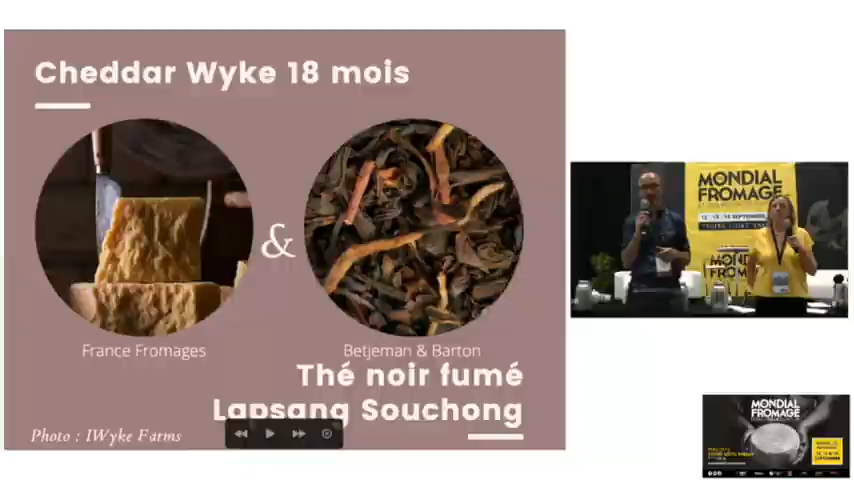 Cheddar Wyke 18 mois
&
France Fromages
Betjeman & Barton
Thé noir fumé
Lapsang Souchong
Photo : IWyke Farms
MONDIAL
FROMAGE
MONDIAL
FROMAGE